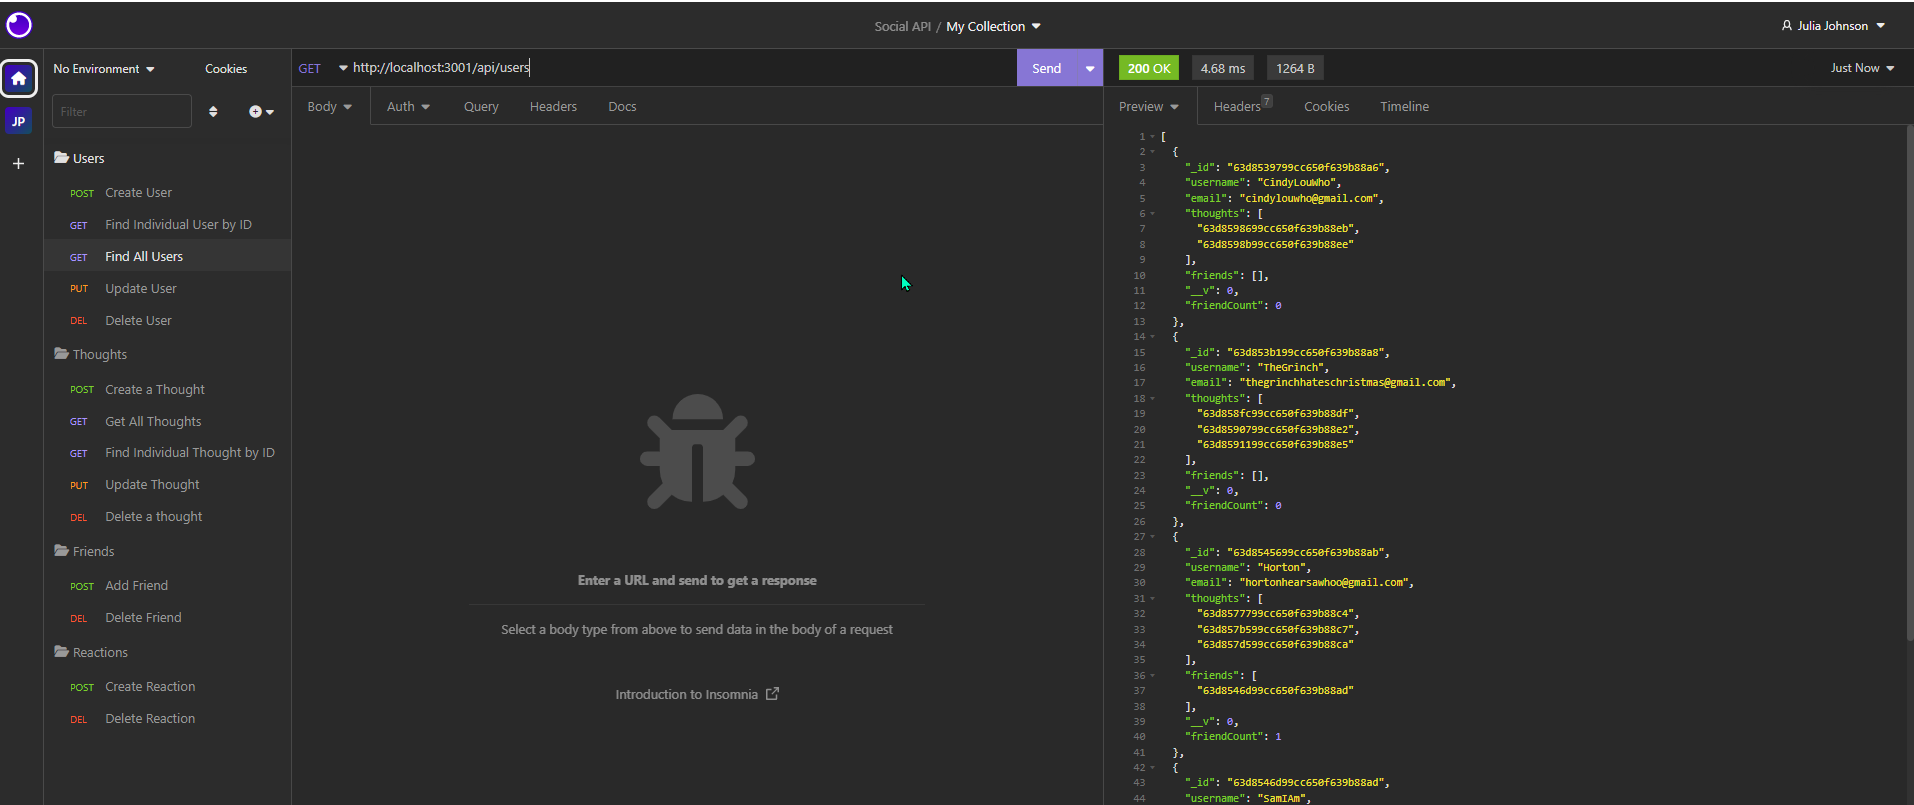 Social API / My Collection
Julia Johnson
No Environment
Cookies
GET http://localhost:3001/api/users
Send
200 OK
4.68 ms
1264 B
Just Now
JP
Filter
Body
Auth
Query
Headers
Docs
Preview
Headers 7
Cookies
Timeline
Users
POST Create User
GET Find Individual User by ID
GET Find All Users
PUT Update User
DEL Delete User
Thoughts
POST Create a Thought
GET Get All Thoughts
GET Find Individual Thought by ID
PUT Update Thought
DEL Delete a thought
Friends
POST Add Friend
DEL Delete Friend
Reactions
POST Create Reaction
DEL Delete Reaction
Enter a URL and send to get a response
Select a body type from above to send data in the body of a request
Introduction to Insomnia
1 [
2 {
3 "_id": "63d8539799cc650f639b88a6",
4 "username": "CindyLouWho",
5 "email": "cindylouwho@gmail.com",
6 "thoughts": [
7 "63d8598699cc650f639b88eb",
8 "63d8598b99cc650f639b88ee"
9 ],
10 "friends": [],
11 "__v": 0,
12 "friendCount": 0
13 },
14 {
15 "_id": "63d853b199cc650f639b88a8",
16 "username": "TheGrinch",
17 "email": "thegrinchhateschristmas@gmail.com",
18 "thoughts": [
19 "63d858fc99cc650f639b88df",
20 "63d8590799cc650f639b88e2",
21 "63d8591199cc650f639b88e5"
22 ],
23 "friends": [],
24 "__v": 0,
25 "friendCount": 0
26 },
27 {
28 "_id": "63d8545699cc650f639b88ab",
29 "username": "Horton",
30 "email": "hortonhearsawhoo@gmail.com",
31 "thoughts": [
32 "63d8577799cc650f639b88c4",
33 "63d857b599cc650f639b88c7",
34 "63d857d599cc650f639b88ca"
35 ],
36 "friends": [
37 "63d8546d99cc650f639b88ad"
38 ],
39 "__v": 0,
40 "friendCount": 1
41 },
42 {
43 "_id": "63d8546d99cc650f639b88ad",
44 "username": "SamIAm",